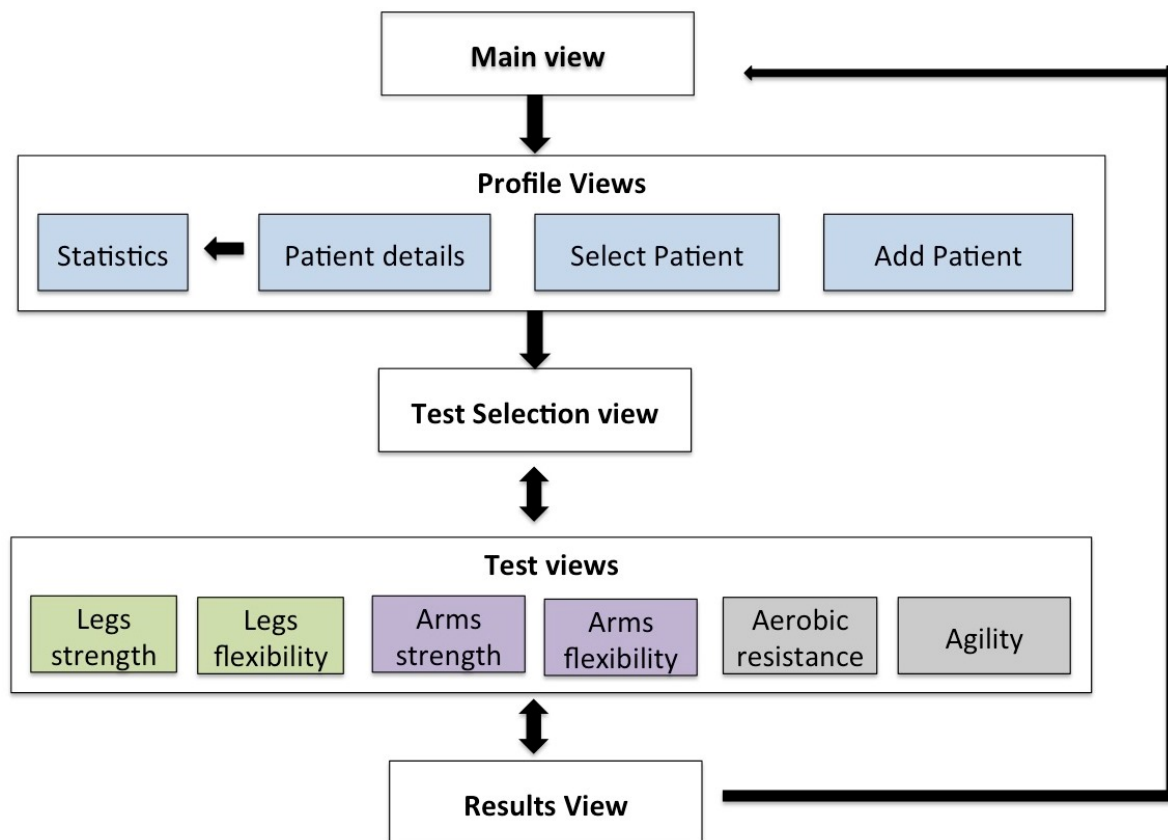 Main view
Profile Views
Statistics
Patient details
Select Patient
Add Patient
Test Selection view
Test views
Legs
strength
Legs
flexibility
Arms
strength
Arms
flexibility
Aerobic
resistance
Agility
Results View